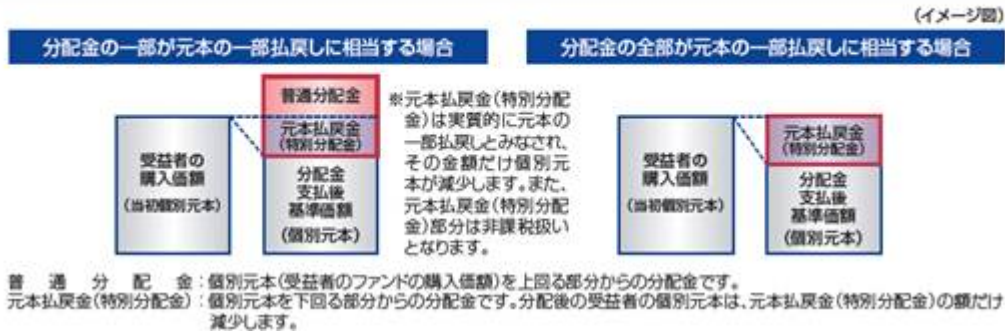 (イメージ図)
分配金の一部が元本の一部払戻しに相当する場合
分配金の全部が元本の一部払戻しに相当する場合
受益者の
購入価額
(当初個別元本)
普通分配金
元本払戻金
(特別分配金)
分配金
支払後
基準価額
(個別元本)
※元本払戻金(特別分配
金)は実質的に元本の
一部払戻しとみなされ、
その金額だけ個別元
本が減少します。また、
元本払戻金(特別分配
金)部分は非課税扱い
となります。
受益者の
購入価額
(当初個別元本)
元本払戻金
(特別分配金)
分配金
支払後
基準価額
(個別元本)
普通分配金:個別元本(受益者のファンドの購入価額)を上回る部分からの分配金です。
元本払戻金(特別分配金):個別元本を下回る部分からの分配金です。分配後の受益者の個別元本は、元本払戻金(特別分配金)の額だけ
減少します。